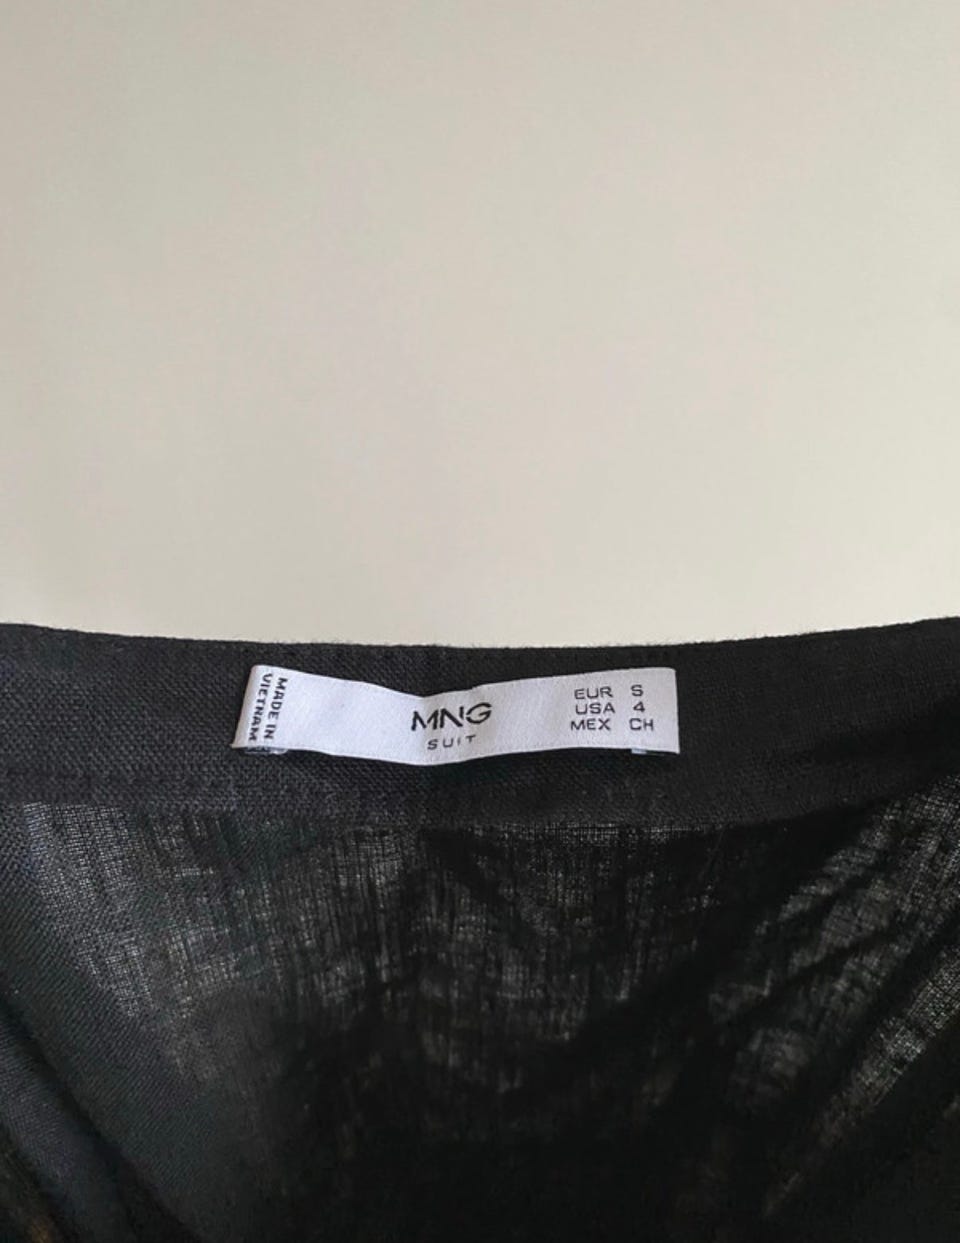 MADE IN
VIETNAM
MNG
SUIT
EUR S
USA 4
MEX CH